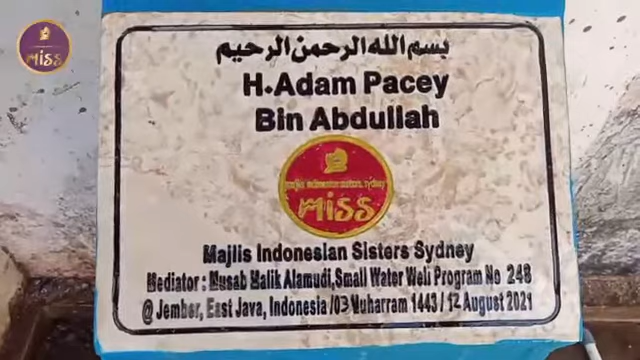 MISS
بسم الله الرحمن الرحيم
H.Adam Pacey
Bin Abdullah
MISS
Majlis Indonesian Sisters Sydney
Mediator : Musab Malik Alamudi,Small Water Well Program No 248
@ Jember, East Java, Indonesia /03 Muharram 1443 / 12 August 2021